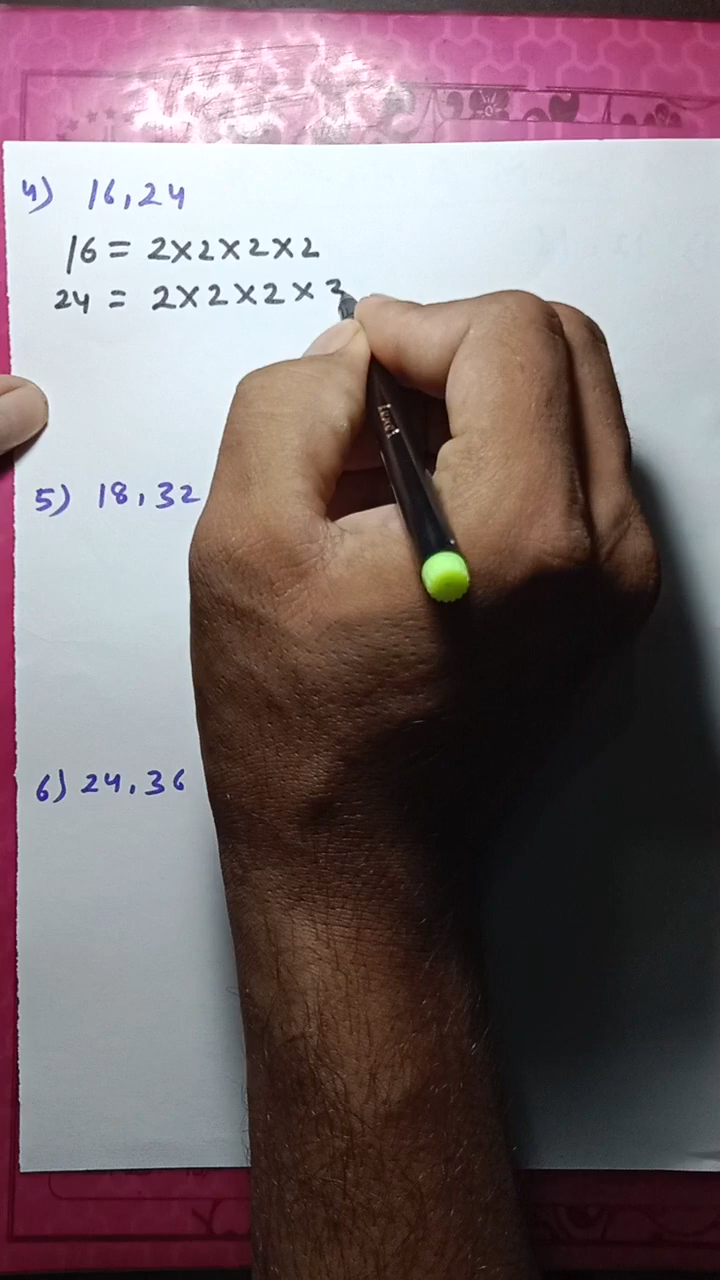 4) 16,24
16 = 2×2×2×2
24 = 2×2×2×3
5) 18,32
6) 24,36